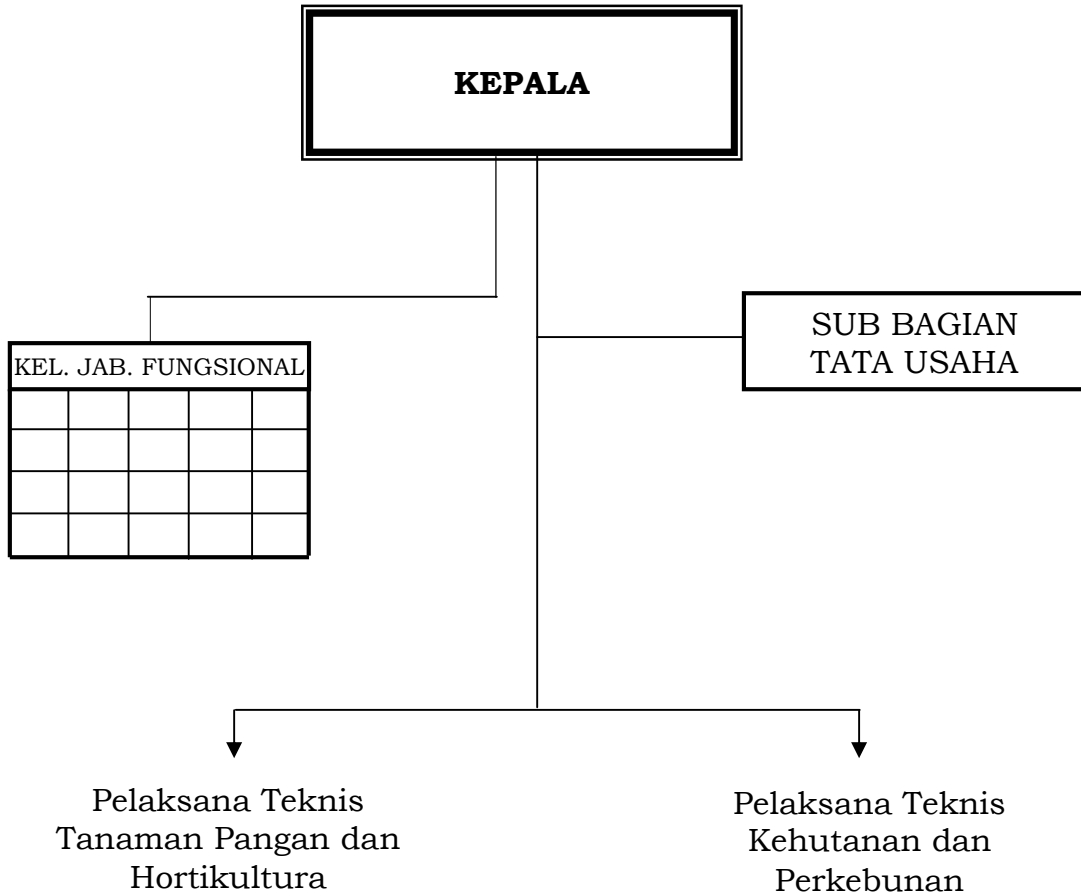 KEPALA
SUB BAGIAN
TATA USAHA
KEL. JAB. FUNGSIONAL
Pelaksana Teknis
Tanaman Pangan dan
Hortikultura
Pelaksana Teknis
Kehutanan dan
Perkebunan